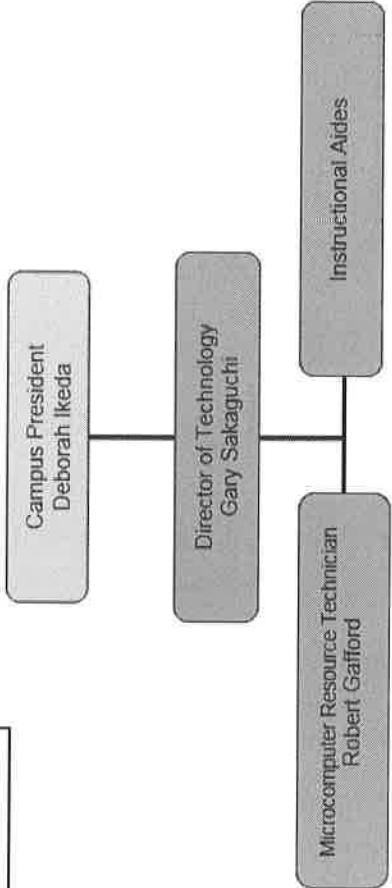 Campus President
Deborah Ikeda
Director of Technology
Gary Sakaguchi
Microcomputer Resource Technician
Robert Gafford
Instructional Aides